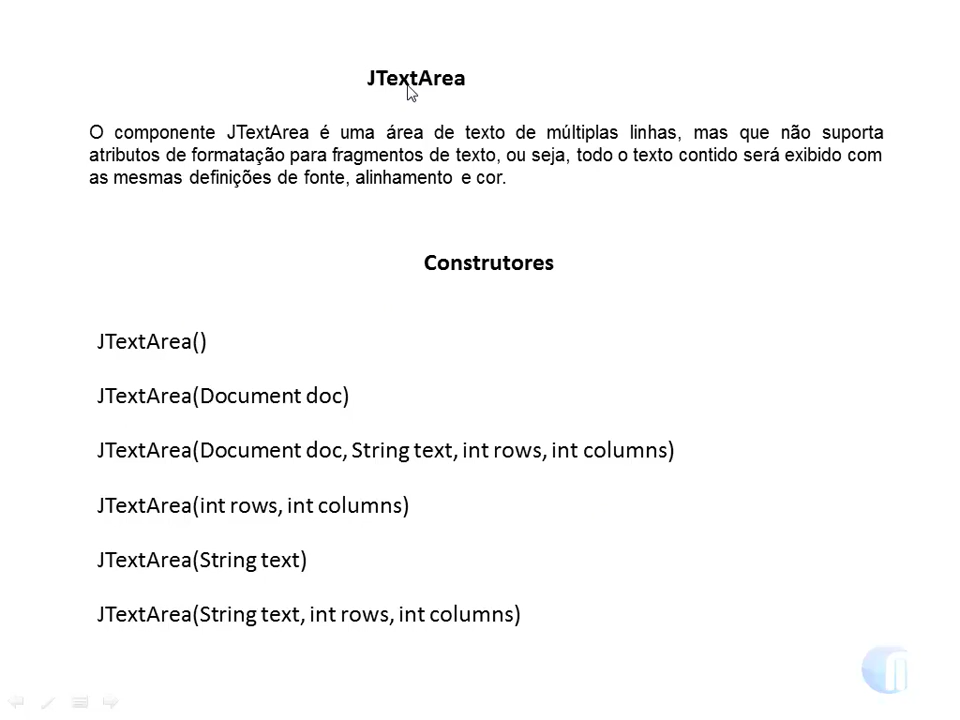 JTextArea
O componente JTextArea é uma área de texto de múltiplas linhas, mas que não suporta
atributos de formatação para fragmentos de texto, ou seja, todo o texto contido será exibido com
as mesmas definições de fonte, alinhamento e cor.
Construtores
JTextArea()
JTextArea(Document doc)
JTextArea(Document doc, String text, int rows, int columns)
JTextArea(int rows, int columns)
JTextArea(String text)
JTextArea(String text, int rows, int columns)